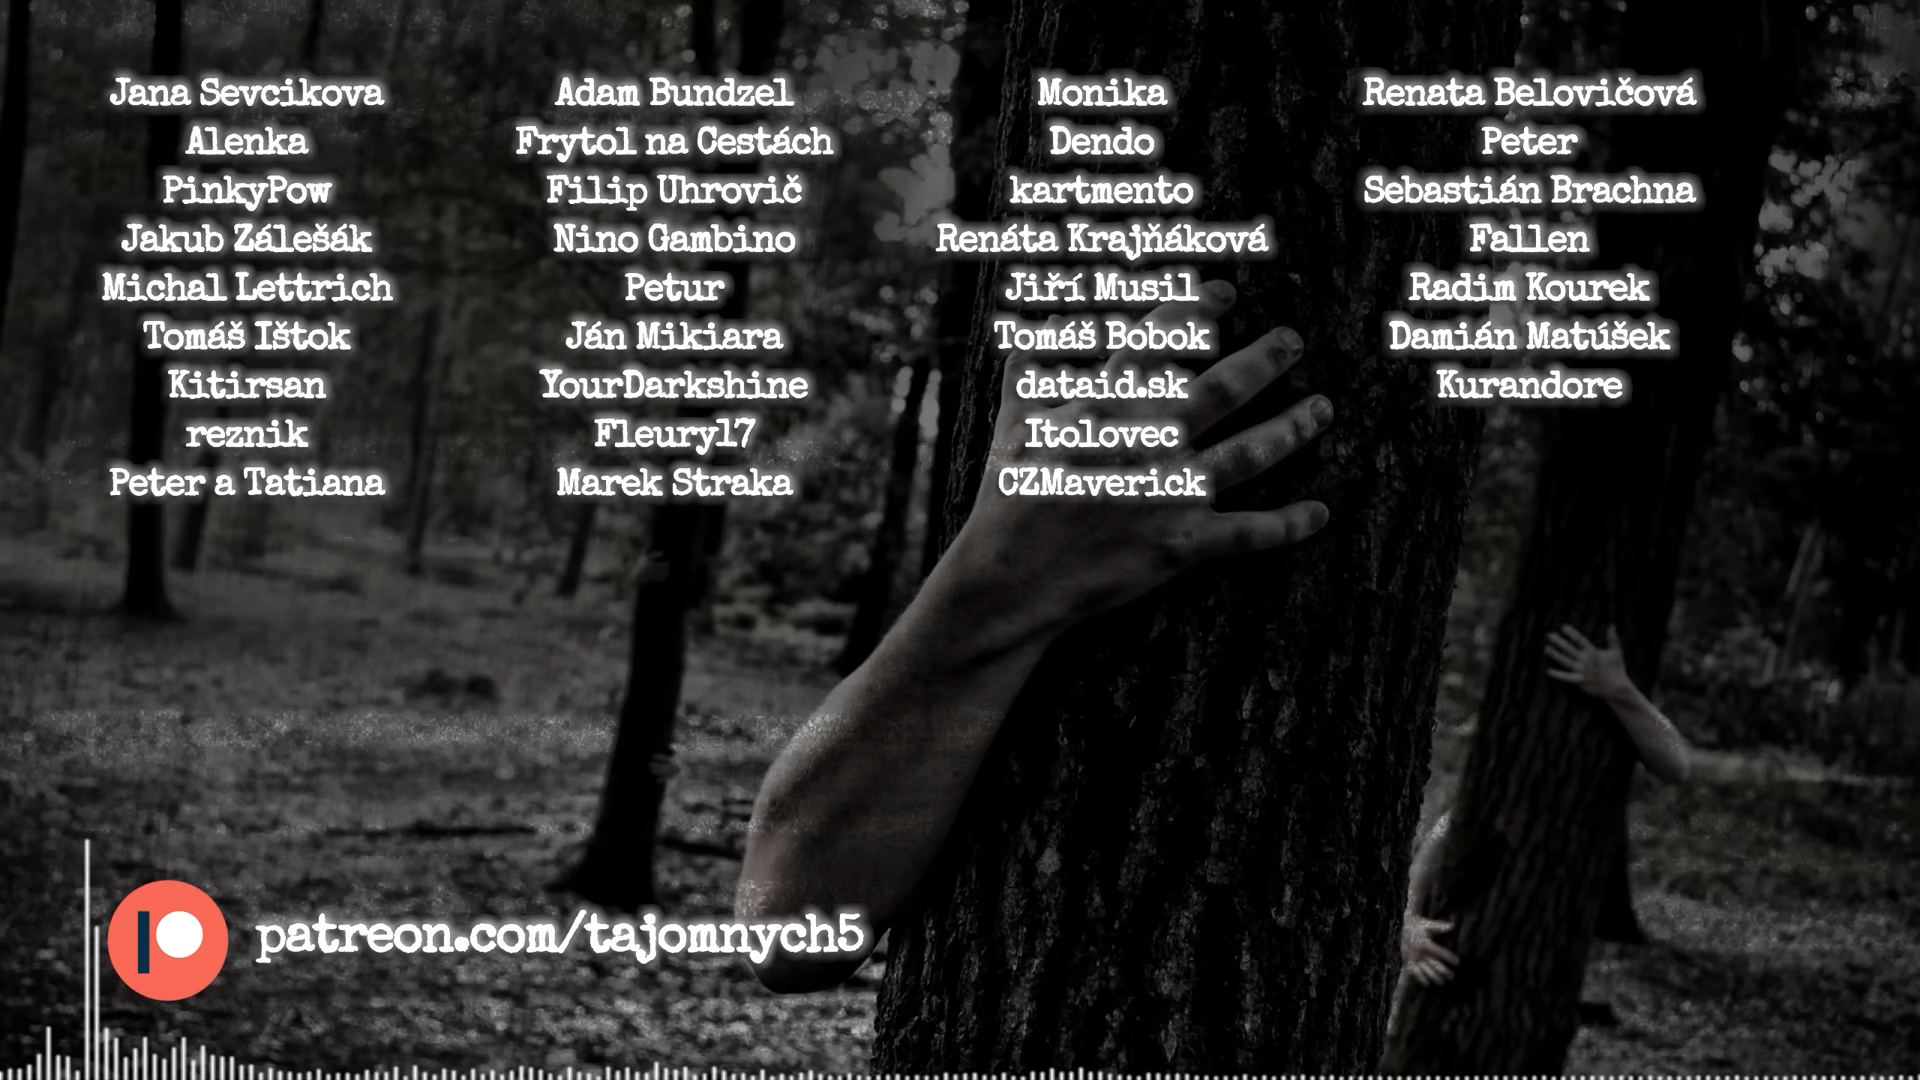 Jana Sevcikova
Alenka
PinkyPow
Jakub Zálešák
Michal Lettrich
Tomáš Ištok
Kitirsan
reznik
Peter a Tatiana
Adam Bundzel
Frytol na Cestách
Filip Uhrovič
Nino Gambino
Petur
Ján Mikiara
YourDarkshine
Fleury17
Marek Straka
Monika
Dendo
kartmento
Renáta Krajňáková
Jiří Musil
Tomáš Bobok
dataid.sk
Itolovec
CZMaverick
Renata Belovičová
Peter
Sebastián Brachna
Fallen
Radim Kourek
Damián Matúšek
Kurandore
patreon.com/tajomnych5